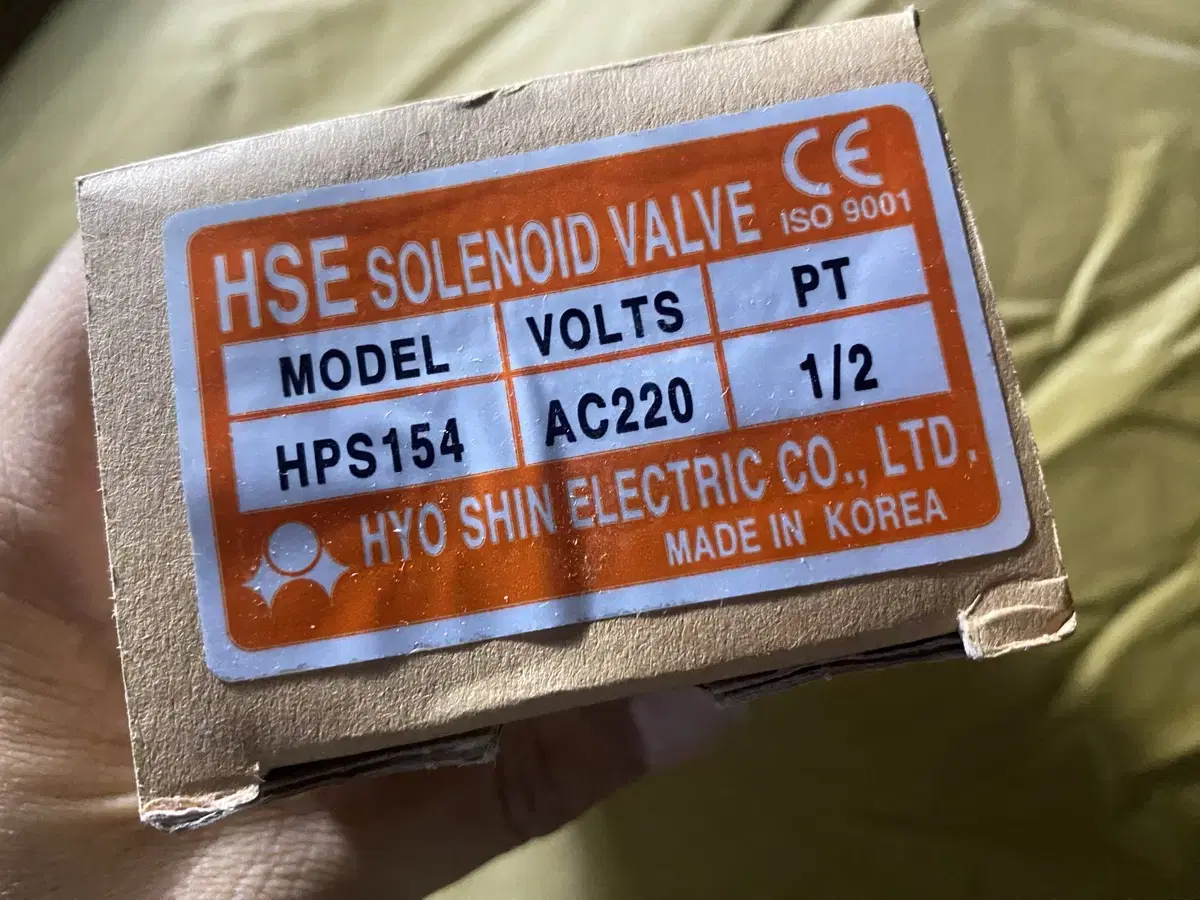 CE
HSE SOLENOID VALVE ISO 9001
MODEL VOLTS PT
HPS154 AC220 1/2
HYO SHIN ELECTRIC CO., LTD.
MADE IN KOREA